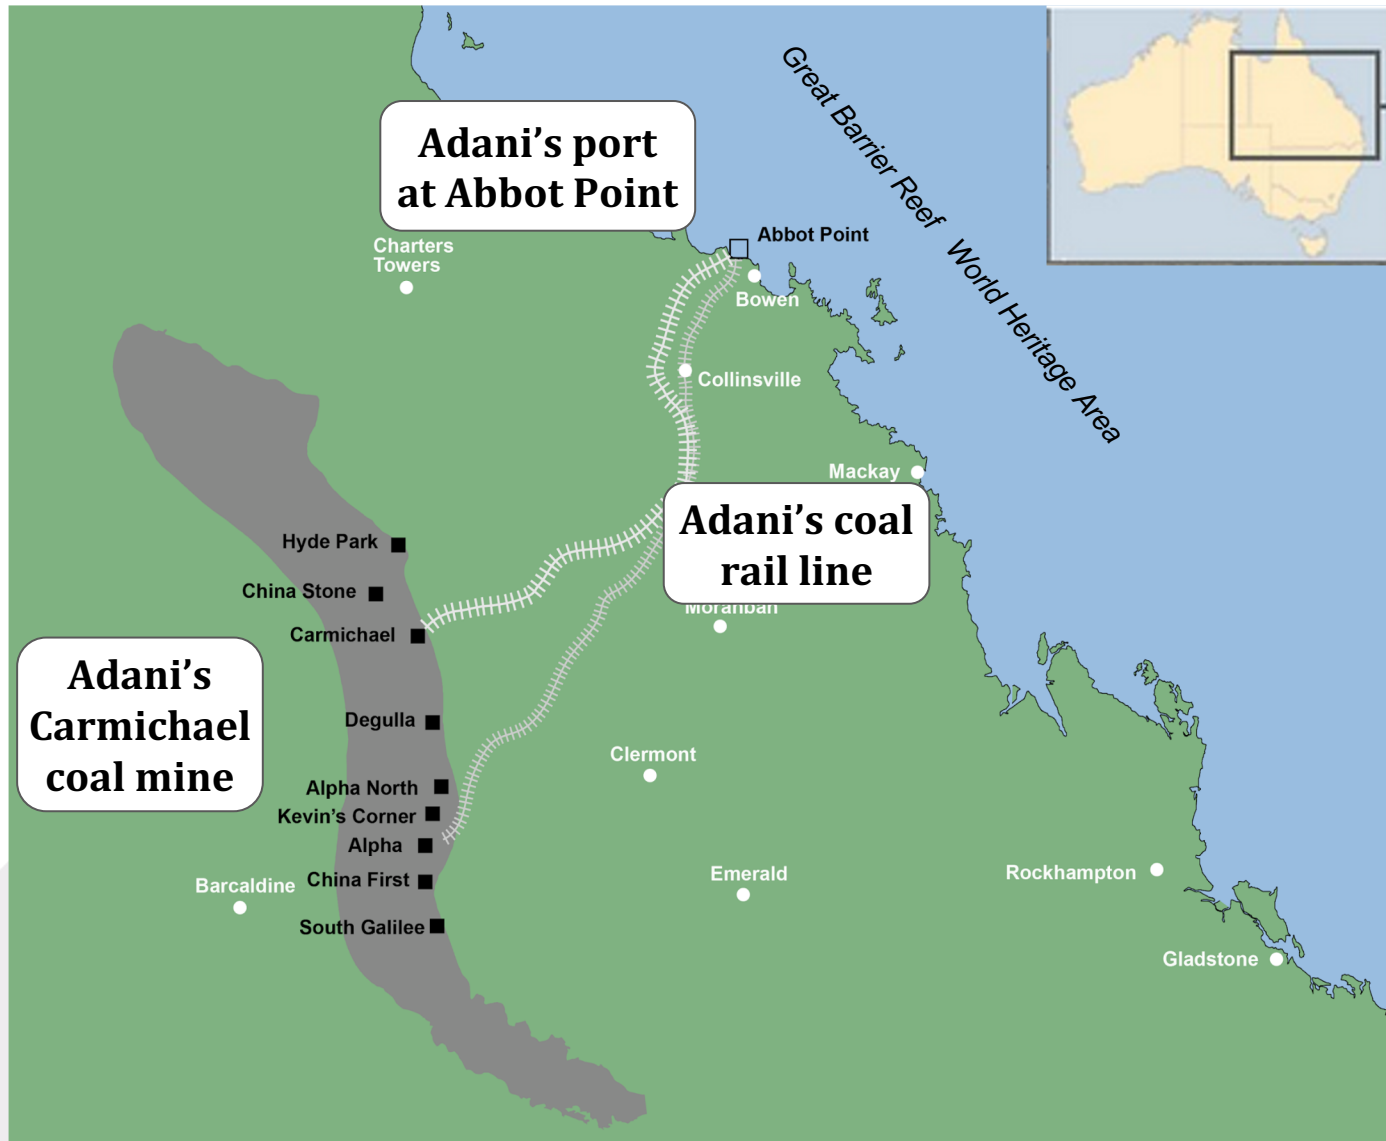 Great Barrier Reef World Heritage Area
Adani’s port
at Abbot Point
Abbot Point
Charters
Towers
Bowen
Collinsville
Mackay
Adani’s coal
rail line
Moranbah
Hyde Park
China Stone
Carmichael
Adani’s
Carmichael
coal mine
Degulla
Clermont
Alpha North
Kevin’s Corner
Alpha
China First
Barcaldine
Emerald
Rockhampton
South Galilee
Gladstone